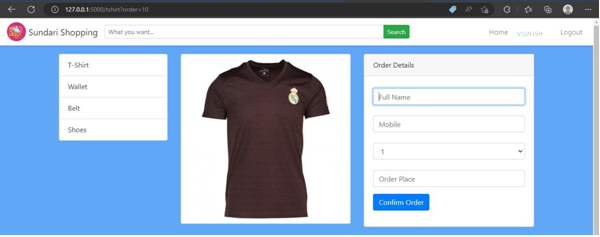 127.0.0.1:5000/tshirt?order=10
Sundari Shopping
What you want...
Search
Home
VIGNESH
Logout
T-Shirt
Wallet
Belt
Shoes
Order Details
Full Name
Mobile
1
Order Place
Confirm Order